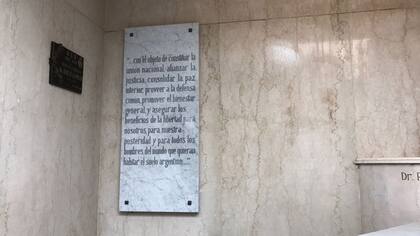 "... con el objeto de constituir la
unión nacional, afianzar la
justicia, consolidar la paz
interior, proveer a la defensa
común, promover el bienestar
general, y asegurar los
beneficios de la libertad para
nosotros, para nuestra
posteridad y para todos los
hombres del mundo que quieran
habitar el suelo argentino..."
Dr.